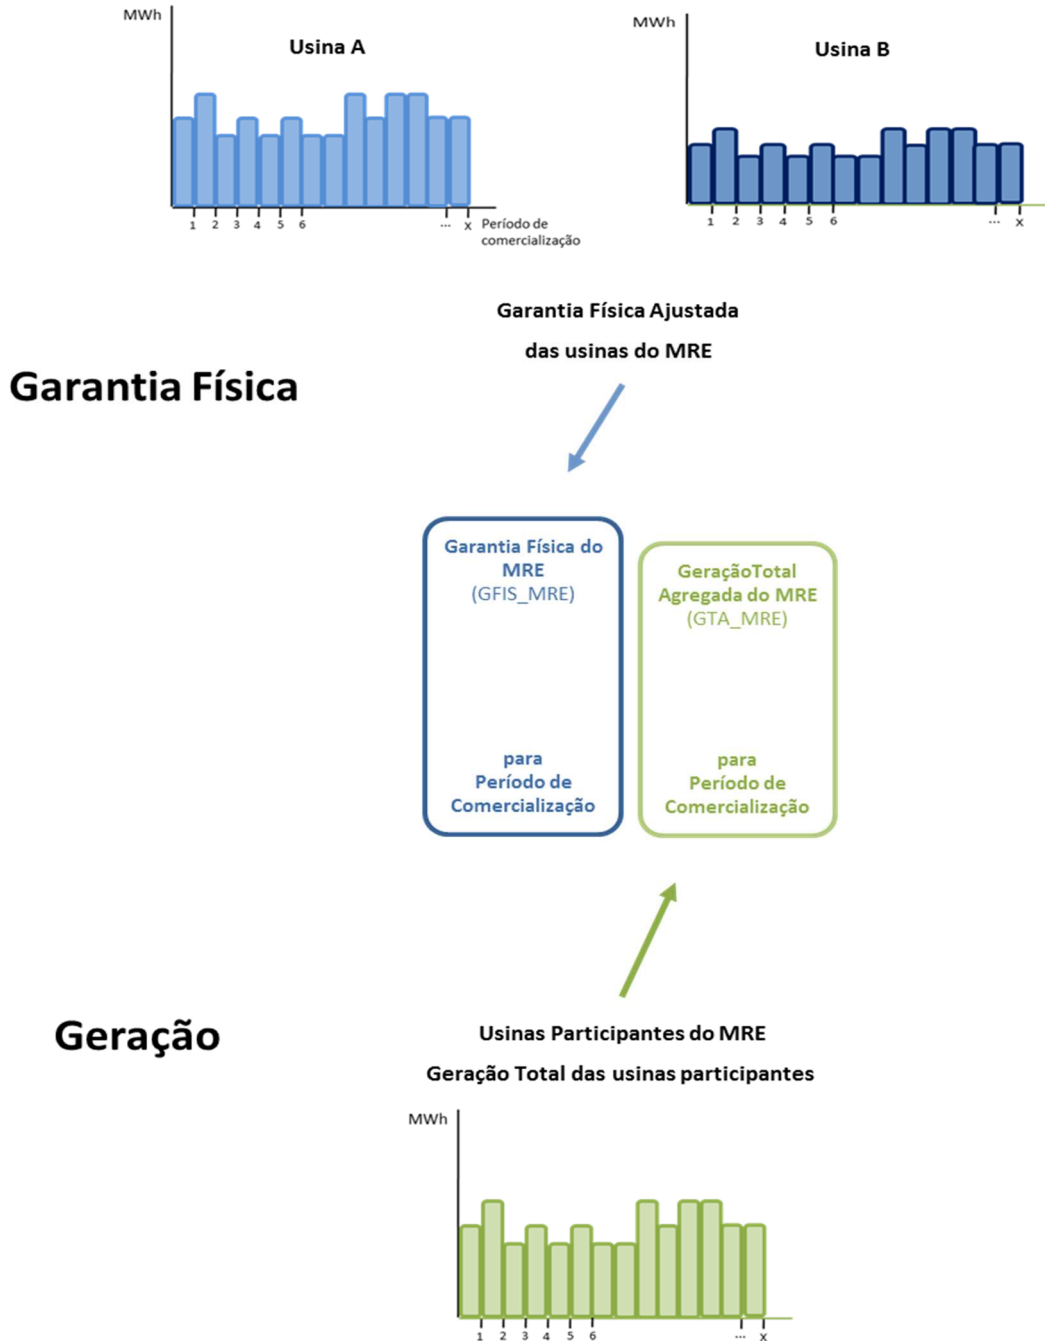 MWh
Usina A
1 2 3 4 5 6 ... x Período de
comercialização
MWh
Usina B
1 2 3 4 5 6 ... x
Garantia Física Ajustada
das usinas do MRE
Garantia Física
Garantia Física do
MRE
(GFIS_MRE)
para
Período de
Comercialização
GeraçãoTotal
Agregada do MRE
(GTA_MRE)
para
Período de
Comercialização
Geração
Usinas Participantes do MRE
Geração Total das usinas participantes
MWh
1 2 3 4 5 6 ... x